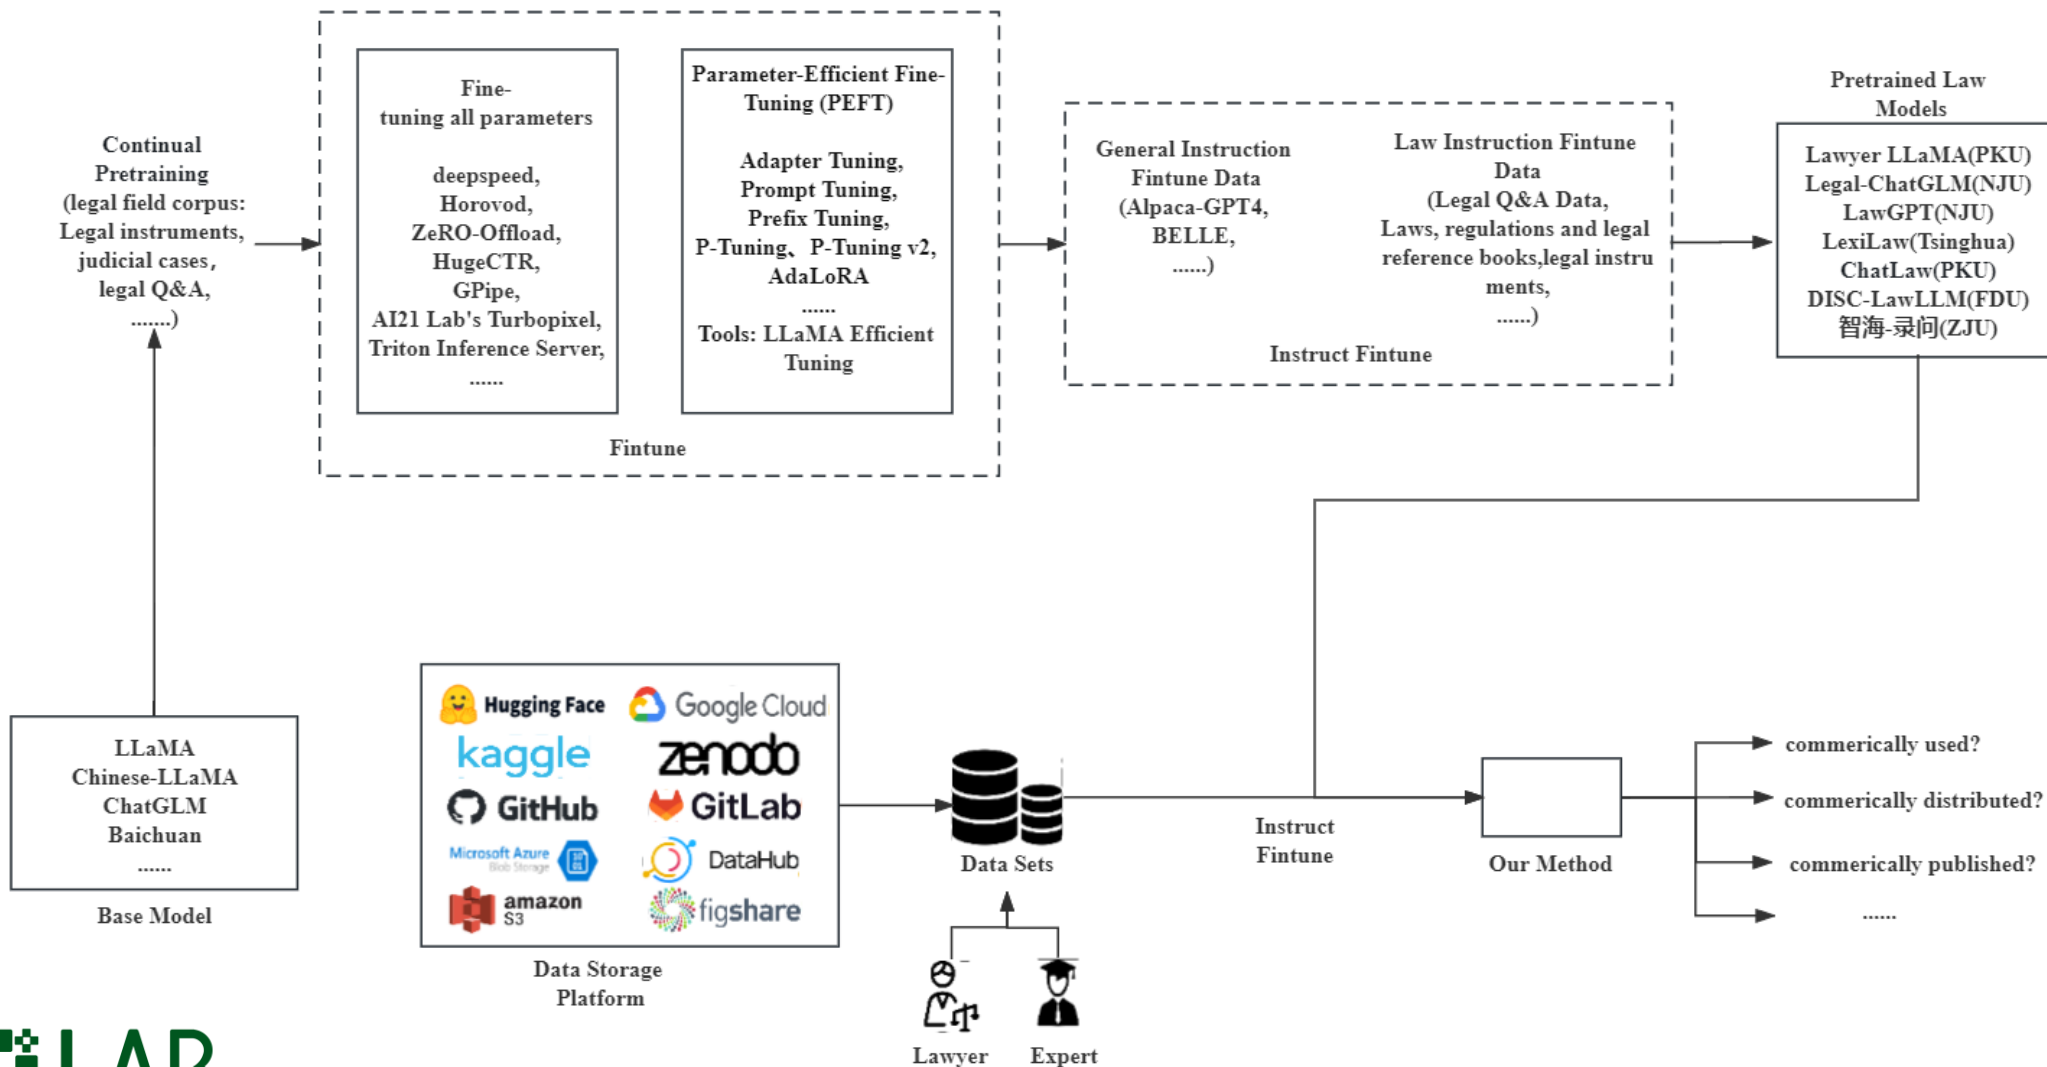 Continual
Pretraining
(legal field corpus:
Legal instruments,
judicial cases,
legal Q&A,
.......)
Fine-
tuning all parameters
deepspeed,
Horovod,
ZeRO-Offload,
HugeCTR,
GPipe,
AI21 Lab's Turbopixel,
Triton Inference Server,
......
Parameter-Efficient Fine-
Tuning (PEFT)
Adapter Tuning,
Prompt Tuning,
Prefix Tuning,
P-Tuning、P-Tuning v2,
AdaLoRA
......
Tools: LLaMA Efficient
Tuning
Fintune
General Instruction
Fintune Data
(Alpaca-GPT4,
BELLE,
......)
Law Instruction Fintune
Data
(Legal Q&A Data,
Laws, regulations and legal
reference books,legal instru
ments,
......)
Instruct Fintune
Pretrained Law
Models
Lawyer LLaMA(PKU)
Legal-ChatGLM(NJU)
LawGPT(NJU)
LexiLaw(Tsinghua)
ChatLaw(PKU)
DISC-LawLLM(FDU)
智海-录问(ZJU)
LLaMA
Chinese-LLaMA
ChatGLM
Baichuan
......
Base Model
Hugging Face
Google Cloud
kaggle
zenodo
GitHub
GitLab
Microsoft Azure
Blob Storage
DataHub
amazon
S3
figshare
Data Storage
Platform
Data Sets
Lawyer
Expert
Instruct
Fintune
Our Method
commerically used?
commerically distributed?
commerically published?
......